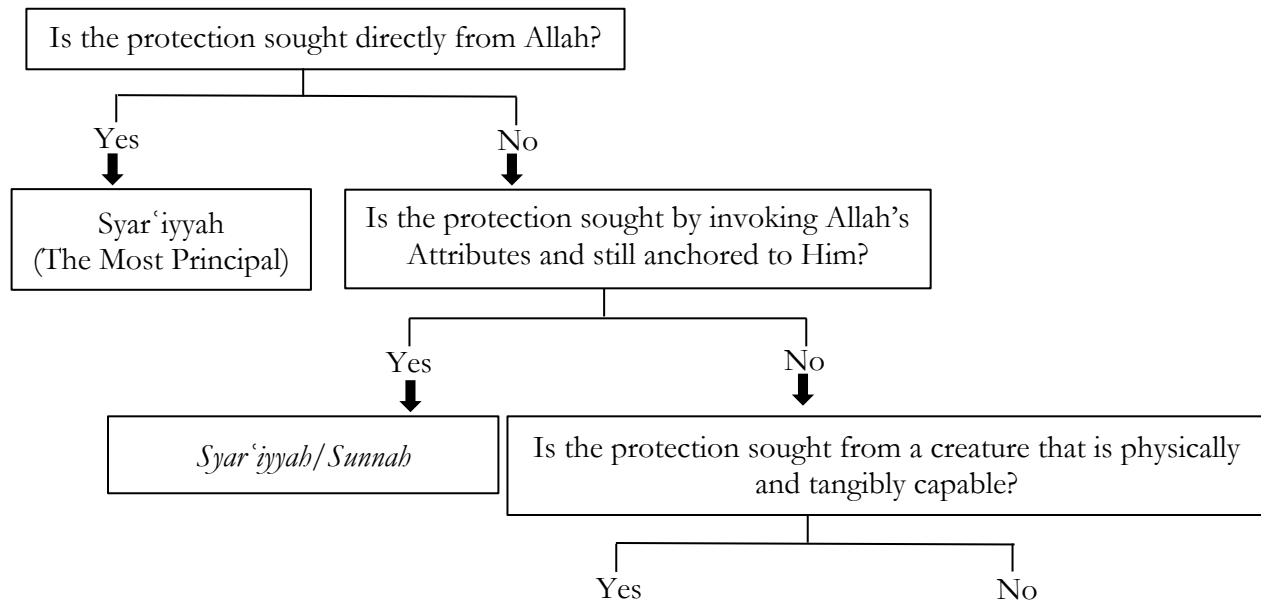 Is the protection sought directly from Allah?
Yes
No
Syarʿiyyah
(The Most Principal)
Is the protection sought by invoking Allah’s
Attributes and still anchored to Him?
Yes
No
Syarʿiyyah/Sunnah
Is the protection sought from a creature that is physically
and tangibly capable?
Yes
No